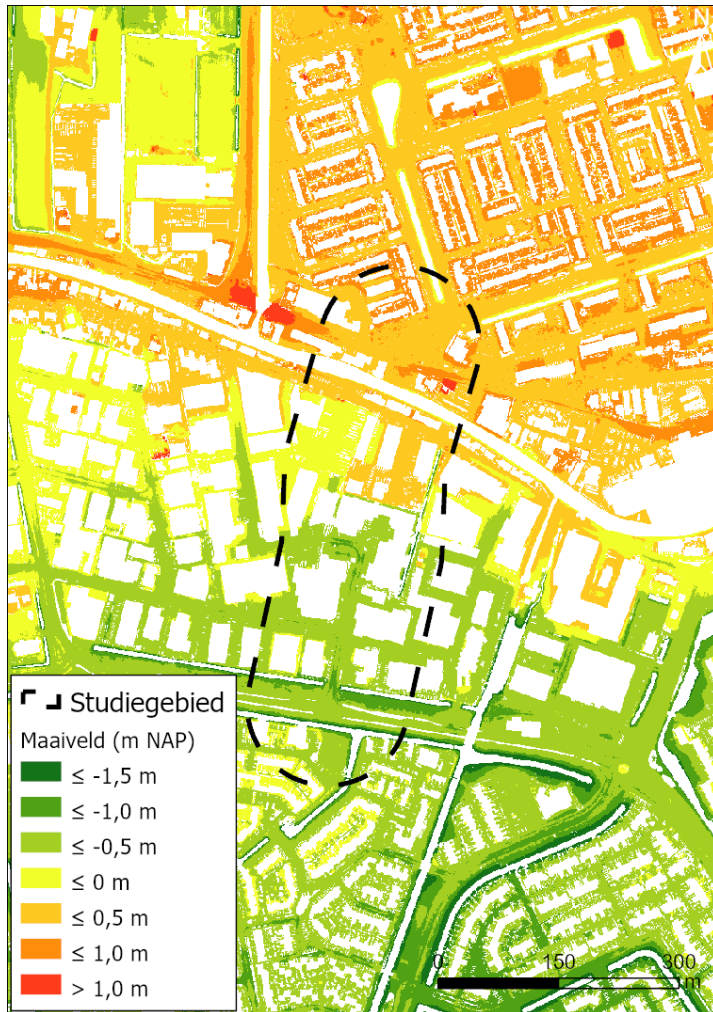 N
Studiegebied
Maaiveld (m NAP)
≤ -1,5 m
≤ -1,0 m
≤ -0,5 m
≤ 0 m
≤ 0,5 m
≤ 1,0 m
> 1,0 m
0 150 300
m